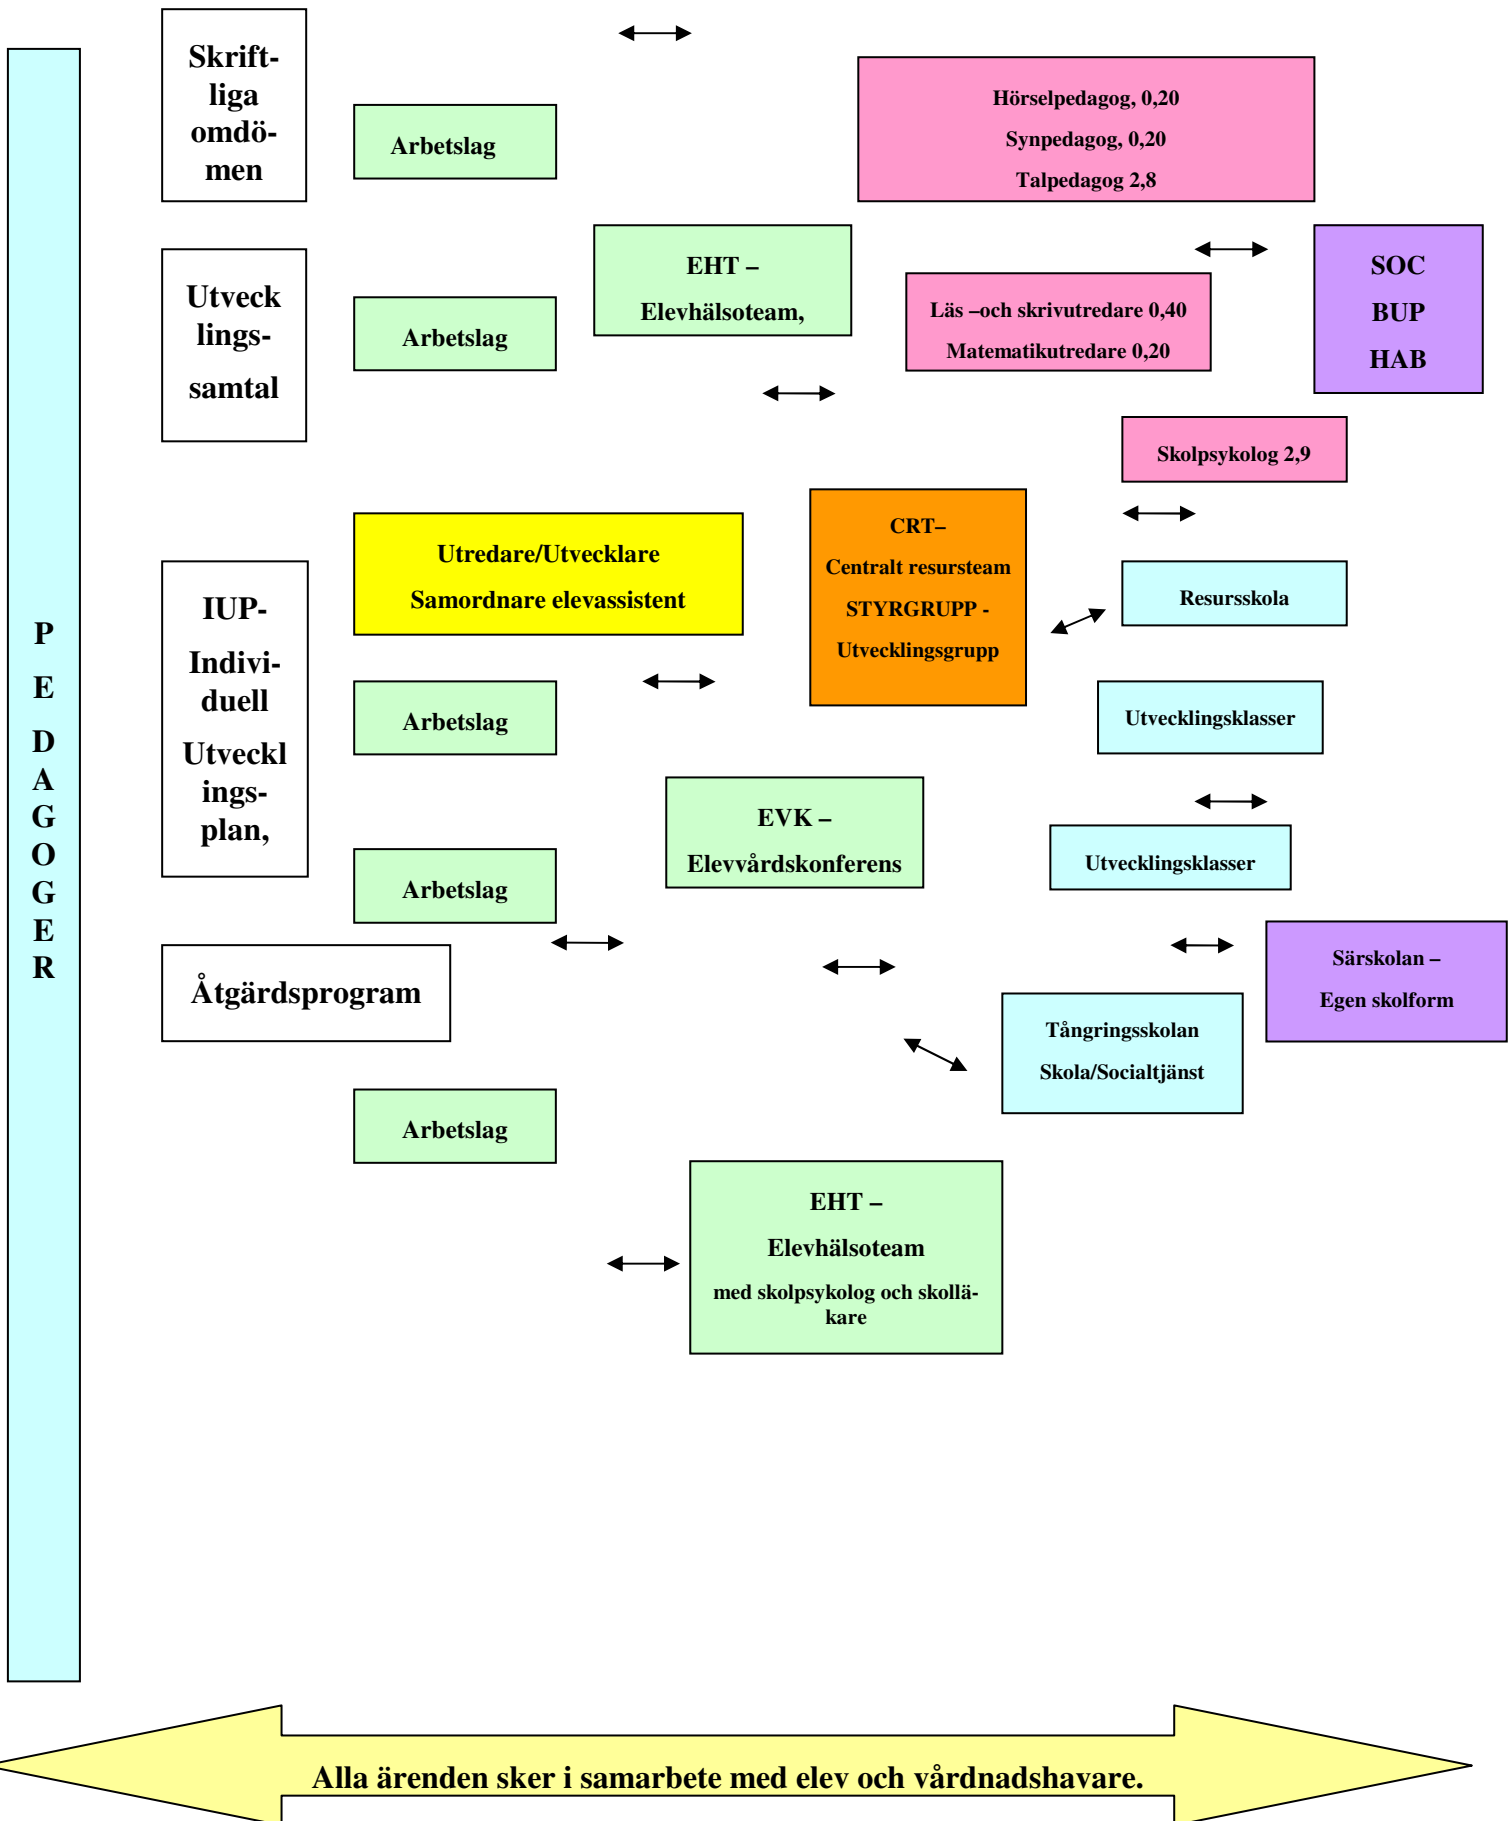 Skrift-
liga
omdö-
men
Arbetslag
Hörselpedagog, 0,20
Synpedagog, 0,20
Talpedagog 2,8
Utveck
lings-
samtal
Arbetslag
EHT –
Elevhälsoteam,
Läs –och skrivutredare 0,40
Matematikutredare 0,20
SOC
BUP
HAB
Skolpsykolog 2,9
Utredare/Utvecklare
Samordnare elevassistent
CRT–
Centralt resursteam
STYRGRUPP -
Utvecklingsgrupp
Resursskola
P
E
D
A
G
O
G
E
R
IUP-
Indivi-
duell
Utveckl
ings-
plan,
Arbetslag
Utvecklingsklasser
EVK –
Elevvårdskonferens
Utvecklingsklasser
Arbetslag
Åtgärdsprogram
Särskolan –
Egen skolform
Tångringsskolan
Skola/Socialtjänst
Arbetslag
EHT –
Elevhälsoteam
med skolpsykolog och skollä-
kare
Alla ärenden sker i samarbete med elev och vårdnadshavare.